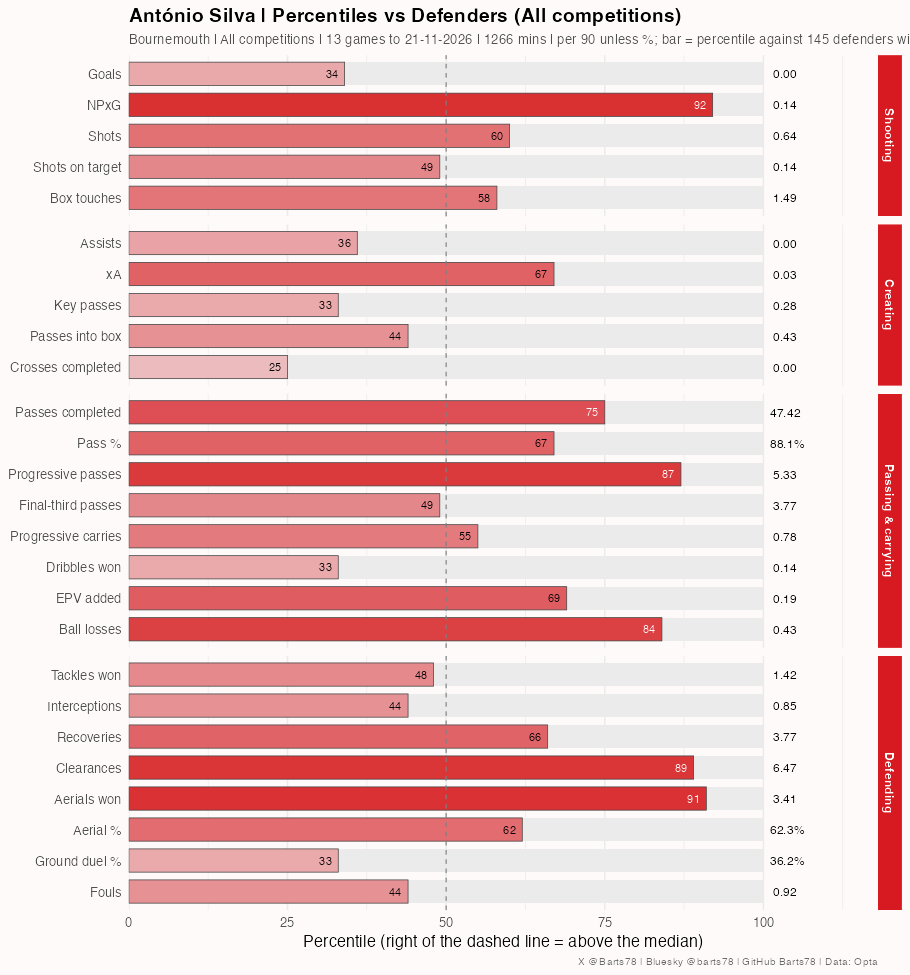 António Silva | Percentiles vs Defenders (All competitions)
Bournemouth | All competitions | 13 games to 21-11-2026 | 1266 mins | per 90 unless %; bar = percentile against 145 defenders wi
Goals 34 0.00
NPxG 92 0.14
Shots 60 0.64
Shots on target 49 0.14
Box touches 58 1.49
Shooting
Assists 36 0.00
xA 67 0.03
Key passes 33 0.28
Passes into box 44 0.43
Crosses completed 25 0.00
Creating
Passes completed 75 47.42
Pass % 67 88.1%
Progressive passes 87 5.33
Final-third passes 49 3.77
Progressive carries 55 0.78
Dribbles won 33 0.14
EPV added 69 0.19
Ball losses 84 0.43
Passing & carrying
Tackles won 48 1.42
Interceptions 44 0.85
Recoveries 66 3.77
Clearances 89 6.47
Aerials won 91 3.41
Aerial % 62 62.3%
Ground duel % 33 36.2%
Fouls 44 0.92
Defending
0 25 50 75 100
Percentile (right of the dashed line = above the median)
X @Barts78 | Bluesky @barts78 | GitHub Barts78 | Data: Opta